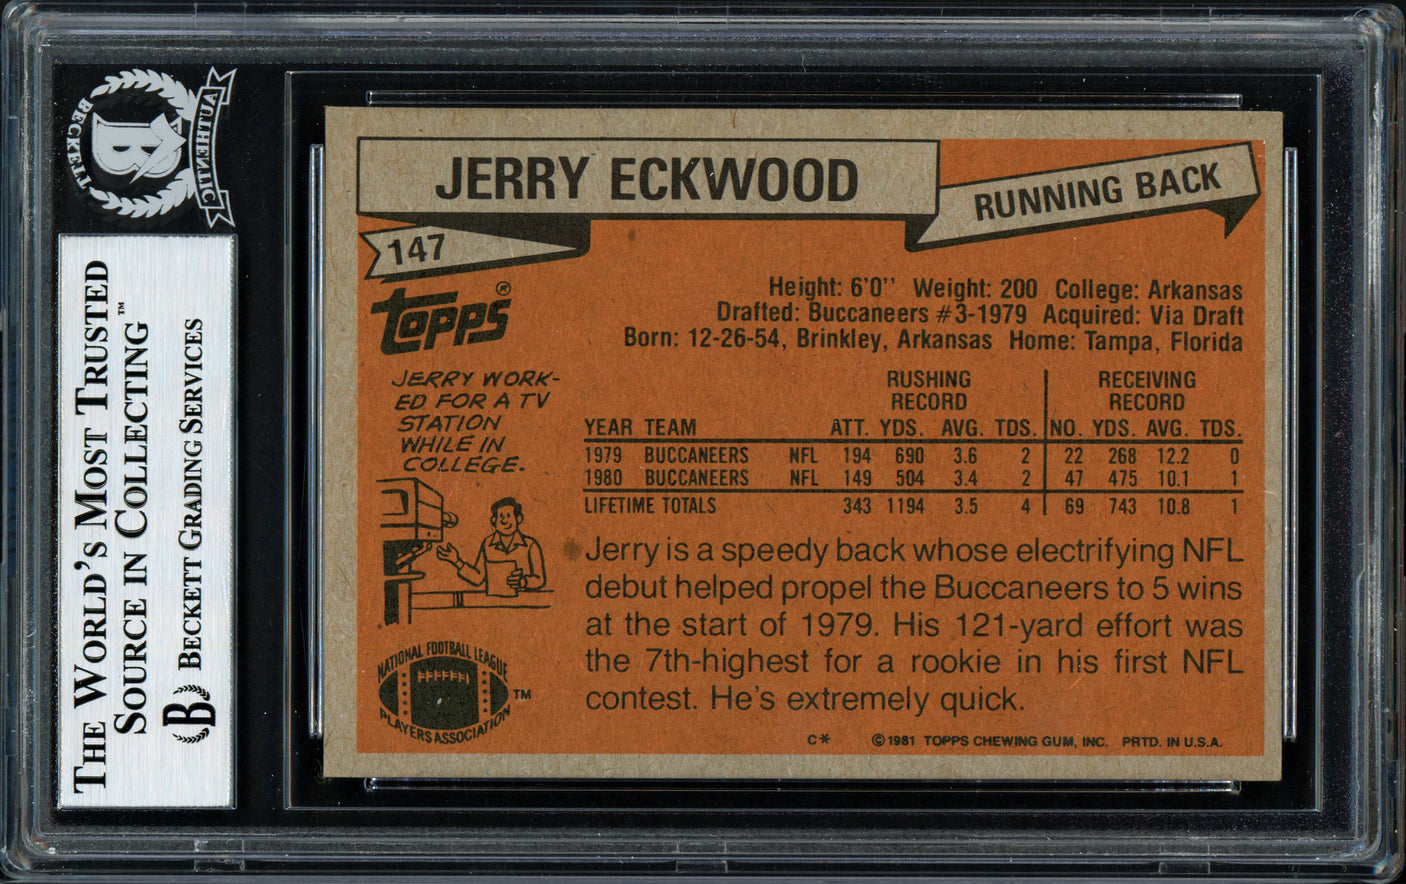 BECKETT
B
AUTHENTIC
THE WORLD'S MOST TRUSTED
SOURCE IN COLLECTING™
B BECKETT GRADING SERVICES
JERRY ECKWOOD
RUNNING BACK
147
TOPPS®
Height: 6'0'' Weight: 200 College: Arkansas
Drafted: Buccaneers #3-1979 Acquired: Via Draft
Born: 12-26-54, Brinkley, Arkansas Home: Tampa, Florida
JERRY WORK-
ED FOR A TV
STATION
WHILE IN
COLLEGE.
RUSHING RECEIVING
RECORD RECORD
YEAR TEAM ATT. YDS. AVG. TDS. NO. YDS. AVG. TDS.
1979 BUCCANEERS NFL 194 690 3.6 2 22 268 12.2 0
1980 BUCCANEERS NFL 149 504 3.4 2 47 475 10.1 1
LIFETIME TOTALS 343 1194 3.5 4 69 743 10.8 1
Jerry is a speedy back whose electrifying NFL
debut helped propel the Buccaneers to 5 wins
at the start of 1979. His 121-yard effort was
the 7th-highest for a rookie in his first NFL
contest. He's extremely quick.
NATIONAL FOOTBALL LEAGUE
PLAYERS ASSOCIATION ™
C* ©1981 TOPPS CHEWING GUM, INC. PRTD. IN U.S.A.